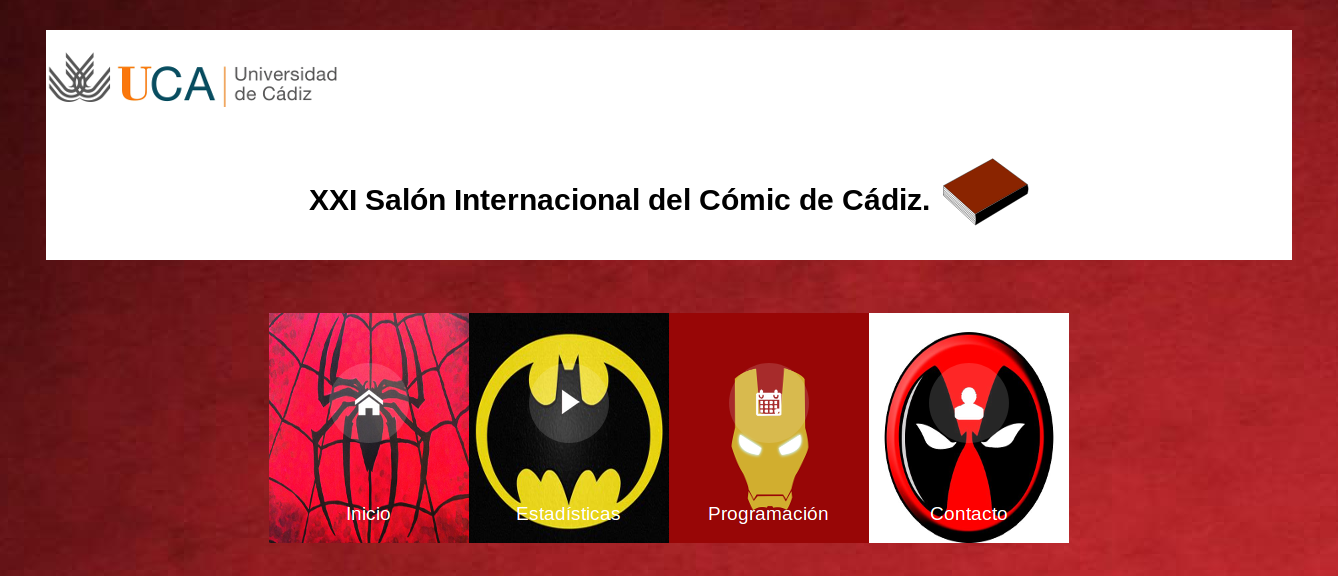 UCA
Universidad
de Cádiz
XXI Salón Internacional del Cómic de Cádiz.
Inicio
Estadísticas
Programación
Contacto